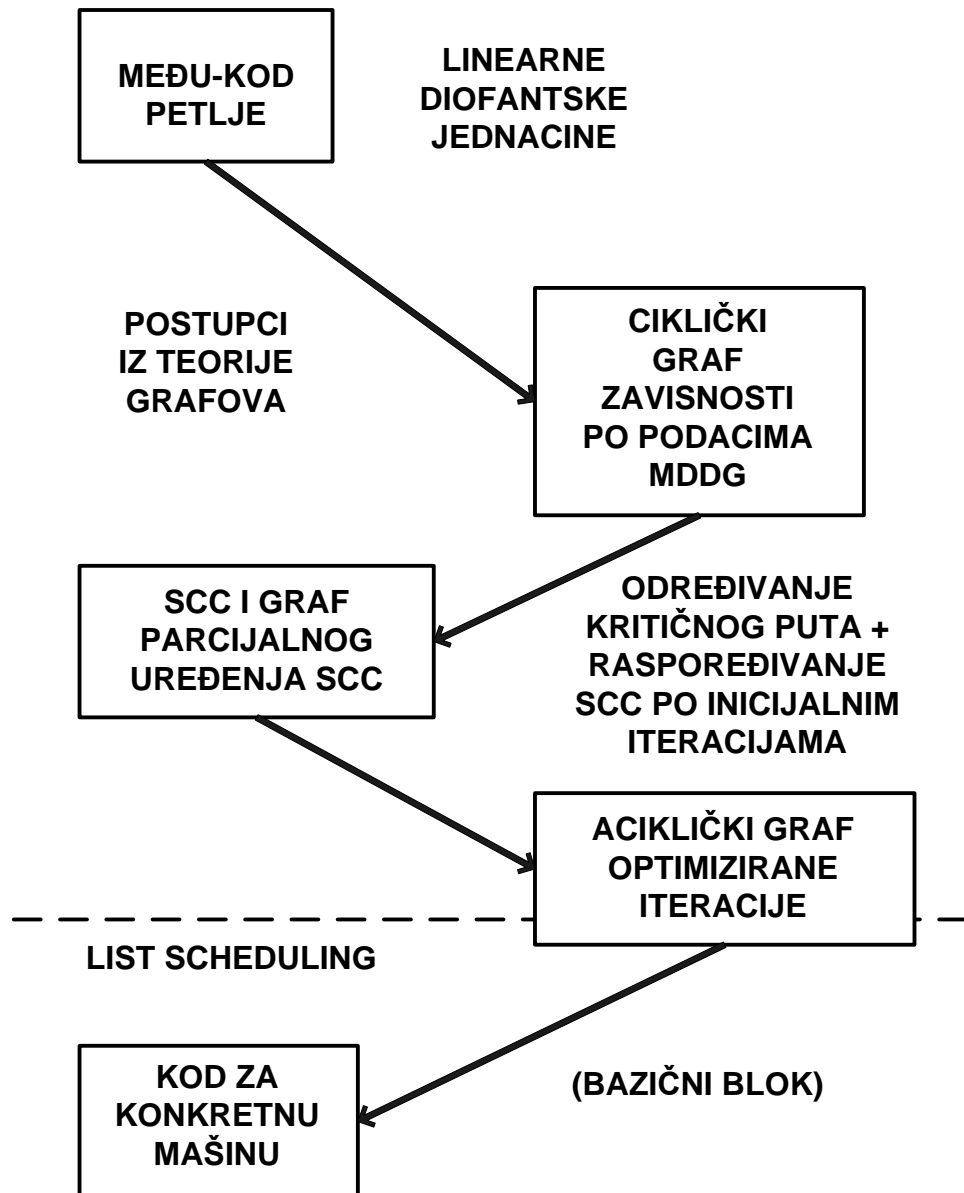 MEĐU-KOD
PETLJE
LINEARNE
DIOFANTSKE
JEDNACINE
POSTUPCI
IZ TEORIJE
GRAFOVA
CIKLIČKI
GRAF
ZAVISNOSTI
PO PODACIMA
MDDG
SCC I GRAF
PARCIJALNOG
UREĐENJA SCC
ODREĐIVANJE
KRITIČNOG PUTA +
RASPOREĐIVANJE
SCC PO INICIJALNIM
ITERACIJAMA
ACIKLIČKI GRAF
OPTIMIZIRANE
ITERACIJE
LIST SCHEDULING
KOD ZA
KONKRETNU
MAŠINU
(BAZIČNI BLOK)